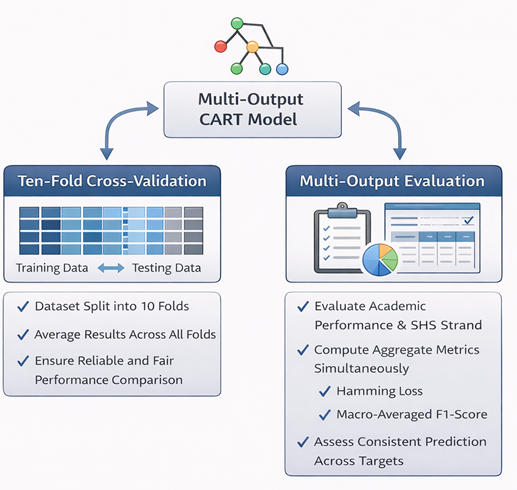 Multi-Output
CART Model
Ten-Fold Cross-Validation
Training Data
Testing Data
Dataset Split into 10 Folds
Average Results Across All Folds
Ensure Reliable and Fair
Performance Comparison
Multi-Output Evaluation
Evaluate Academic
Performance & SHS Strand
Compute Aggregate Metrics
Simultaneously
Hamming Loss
Macro-Averaged F1-Score
Assess Consistent Prediction
Across Targets